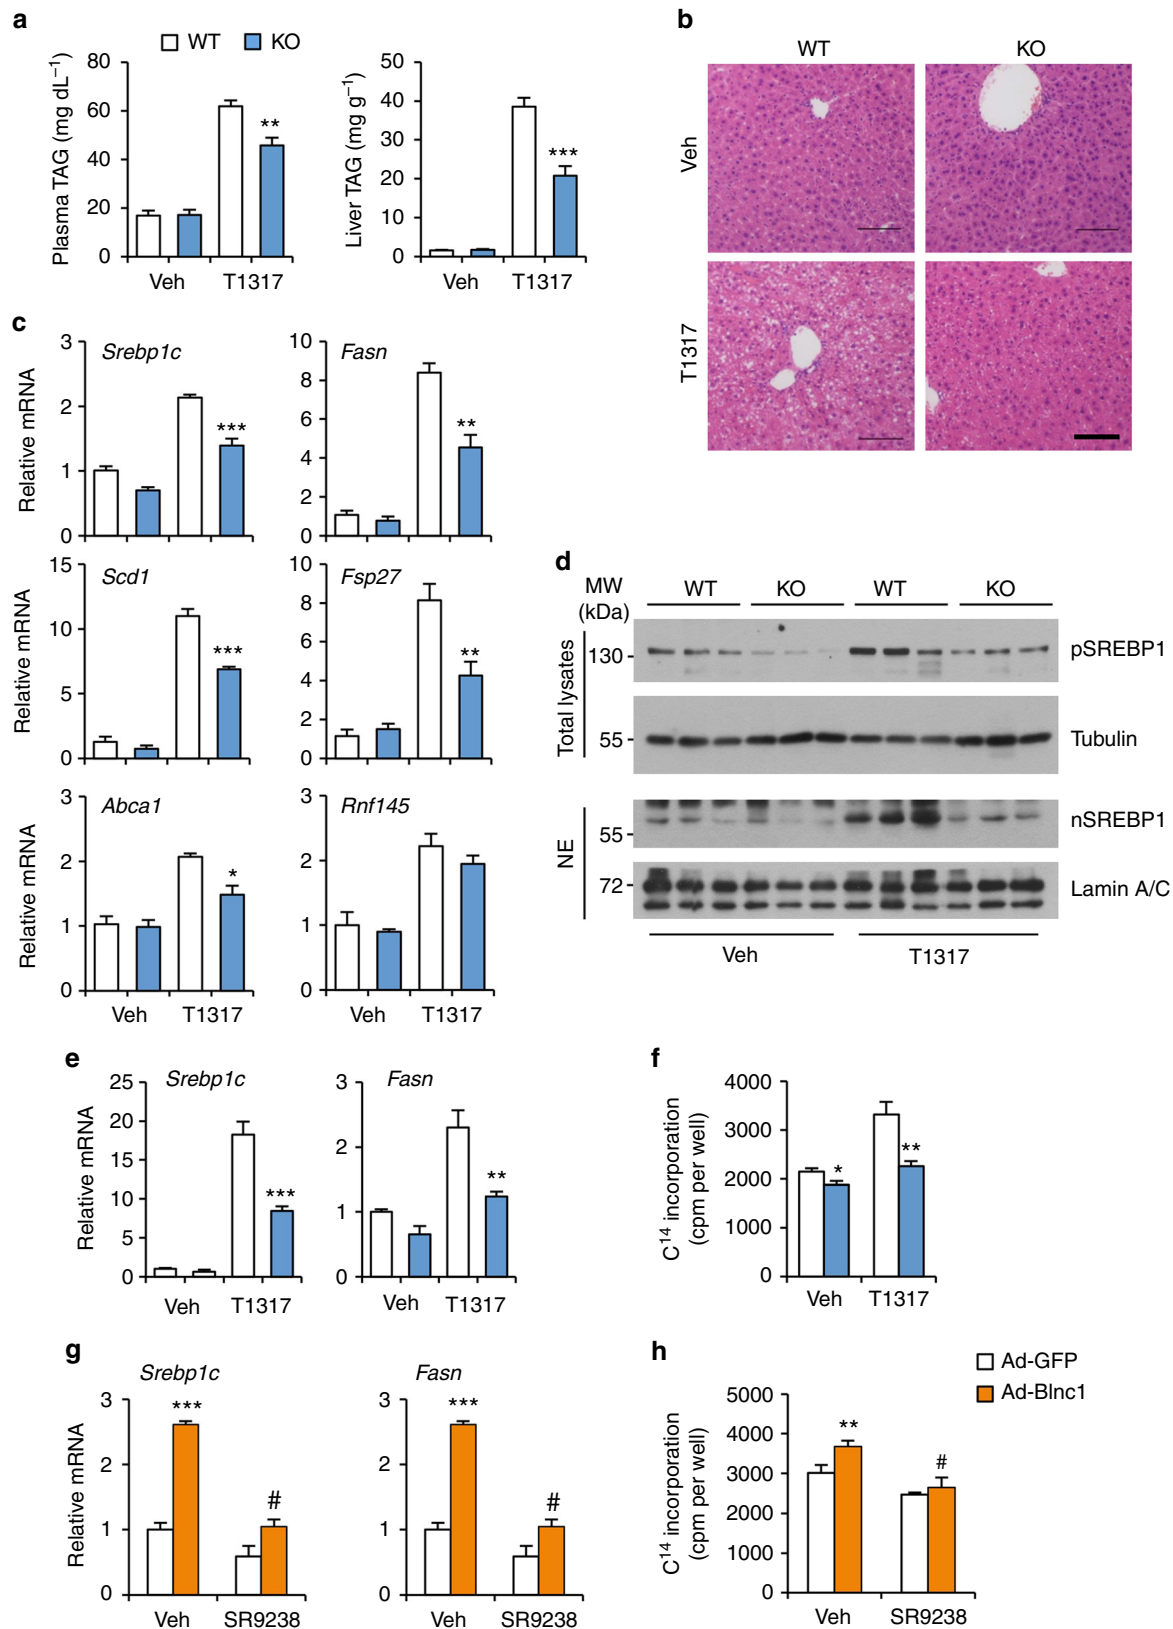 a
WT KO
Plasma TAG (mg dL⁻¹)
80
60
40
20
0
**
Veh T1317
Liver TAG (mg g⁻¹)
50
40
30
20
10
0
***
Veh T1317
b
WT KO
Veh
T1317
c
Relative mRNA
Srebp1c
3
2
1
0
***
Fasn
10
8
6
4
2
0
**
Relative mRNA
Scd1
15
10
5
0
***
Fsp27
10
8
6
4
2
0
**
Relative mRNA
Abca1
3
2
1
0
*
Veh T1317
Rnf145
3
2
1
0
Veh T1317
d
MW
(kDa)
WT KO WT KO
Total lysates
130 pSREBP1
55 Tubulin
NE
55 nSREBP1
72 Lamin A/C
Veh T1317
e
Relative mRNA
Srebp1c
25
20
15
10
5
0
***
Veh T1317
Fasn
3
2
1
0
**
Veh T1317
f
C¹⁴ incorporation
(cpm per well)
4000
3000
2000
1000
0
* **
Veh T1317
g
Relative mRNA
Srebp1c
3
2
1
0
***
#
Veh SR9238
Fasn
3
2
1
0
***
#
Veh SR9238
h
Ad-GFP
Ad-Blnc1
C¹⁴ incorporation
(cpm per well)
5000
4000
3000
2000
1000
0
**
#
Veh SR9238